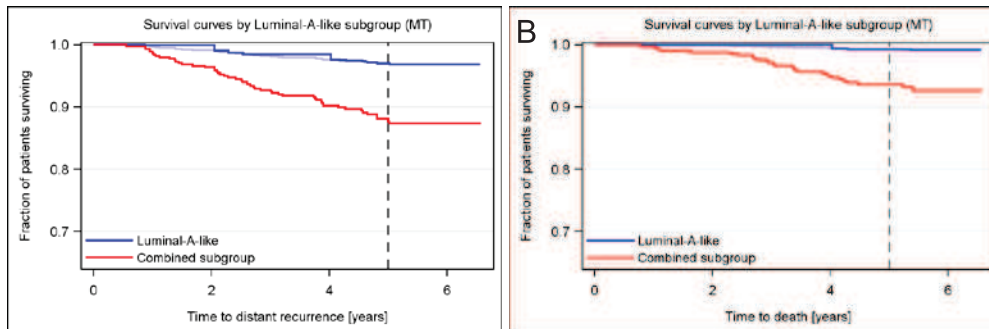 Survival curves by Luminal-A-like subgroup (MT)
1.0
0.9
0.8
0.7
Fraction of patients surviving
Luminal-A-like
Combined subgroup
0 2 4 6
Time to distant recurrence [years]
B
Survival curves by Luminal-A-like subgroup (MT)
1.0
0.9
0.8
0.7
Fraction of patients surviving
Luminal-A-like
Combined subgroup
0 2 4 6
Time to death [years]